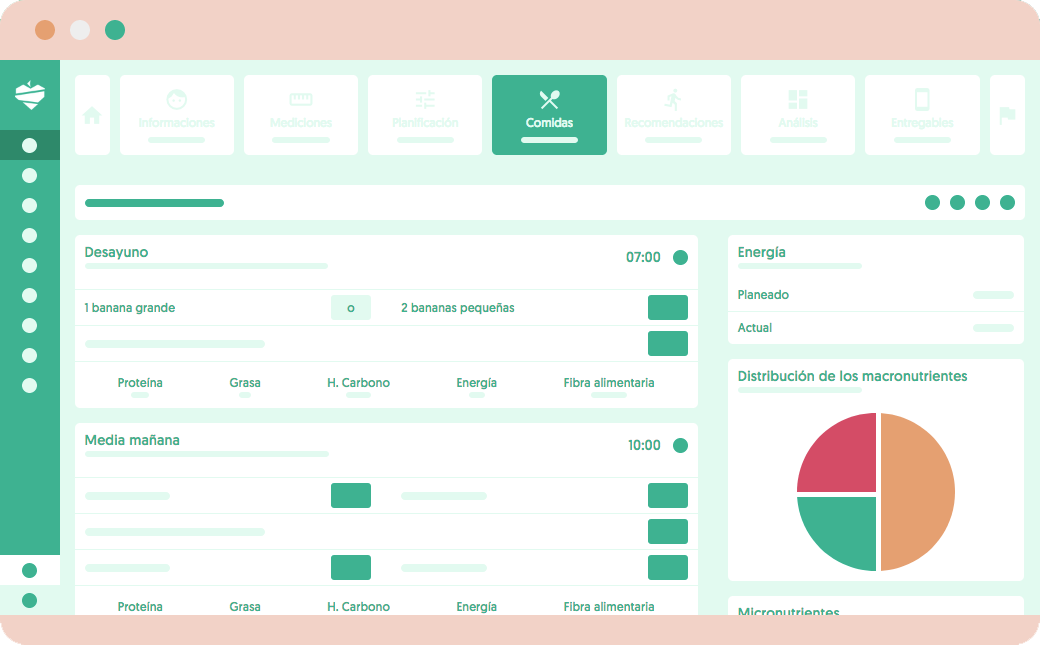 Informaciones
Mediciones
Planificación
Comidas
Recomendaciones
Análisis
Entregables
Desayuno
07:00
1 banana grande
o
2 bananas pequeñas
Proteína Grasa H. Carbono Energía Fibra alimentaria
Media mañana
10:00
Proteína Grasa H. Carbono Energía Fibra alimentaria
Energía
Planeado
Actual
Distribución de los macronutrientes
Micronutrientes